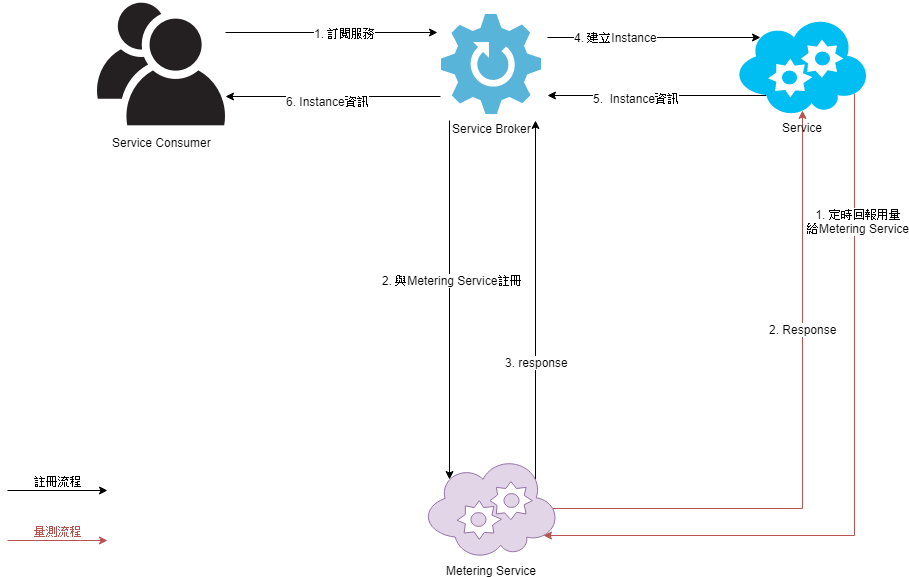 1. 訂閱服務
4. 建立Instance
6. Instance資訊
5. Instance資訊
Service Consumer
Service Broker
Service
1. 定時回報用量
給Metering Service
2. 與Metering Service註冊
2. Response
3. response
註冊流程
量測流程
Metering Service